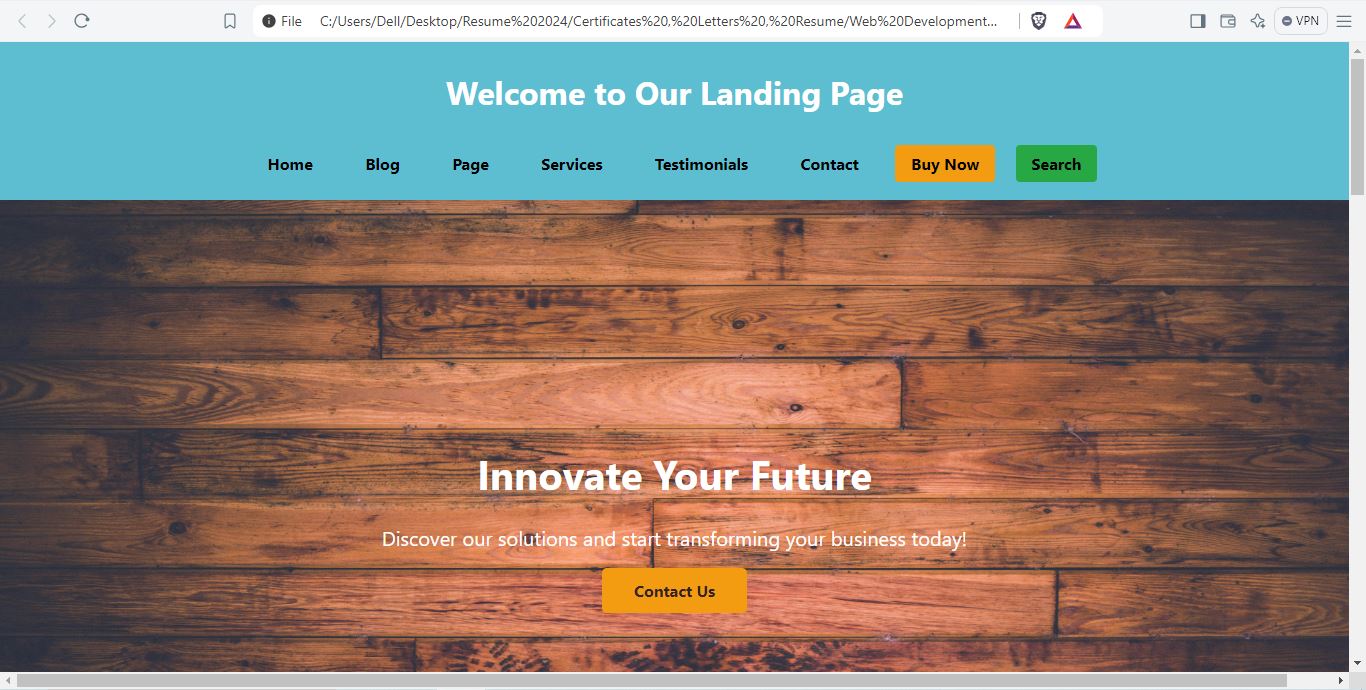 File C:/Users/Dell/Desktop/Resume%202024/Certificates%20,%20Letters%20,%20Resume/Web%20Development... VPN
Welcome to Our Landing Page
Home Blog Page Services Testimonials Contact Buy Now Search
Innovate Your Future
Discover our solutions and start transforming your business today!
Contact Us